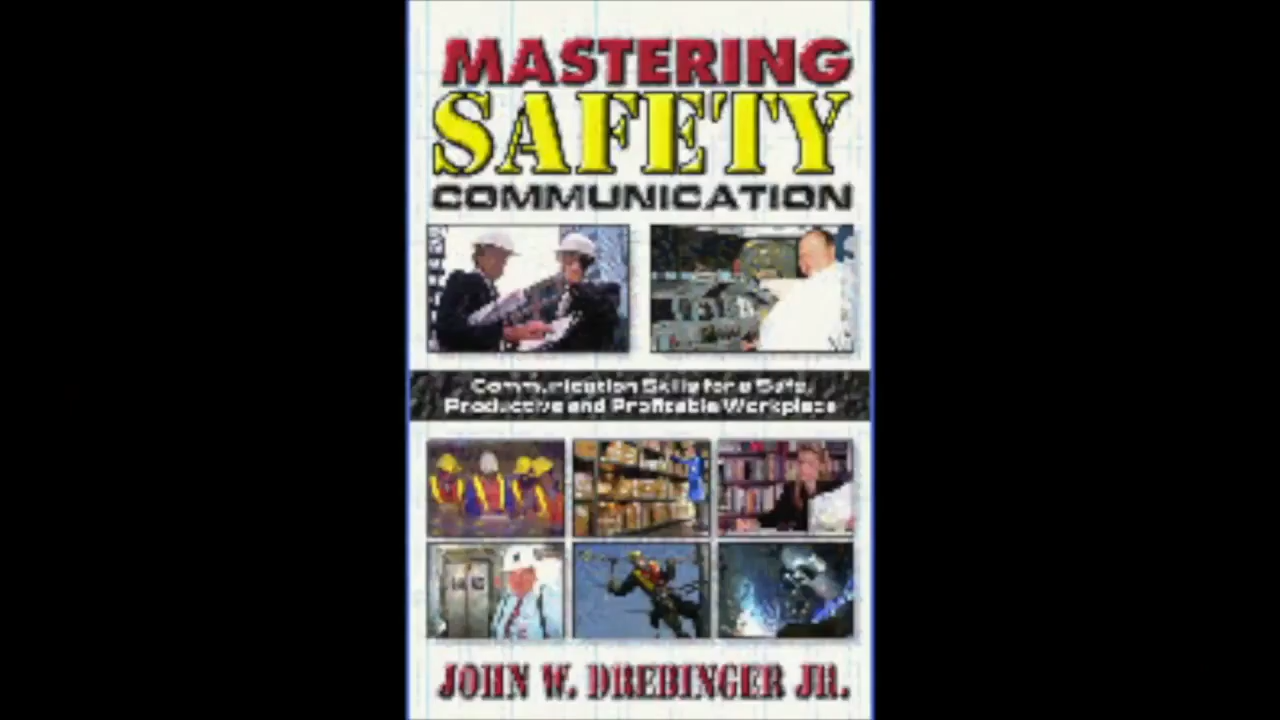 MASTERING
SAFETY
COMMUNICATION
Communication Skills for a Safe,
Productive and Profitable Workplace
JOHN W. DREBINGER JR.